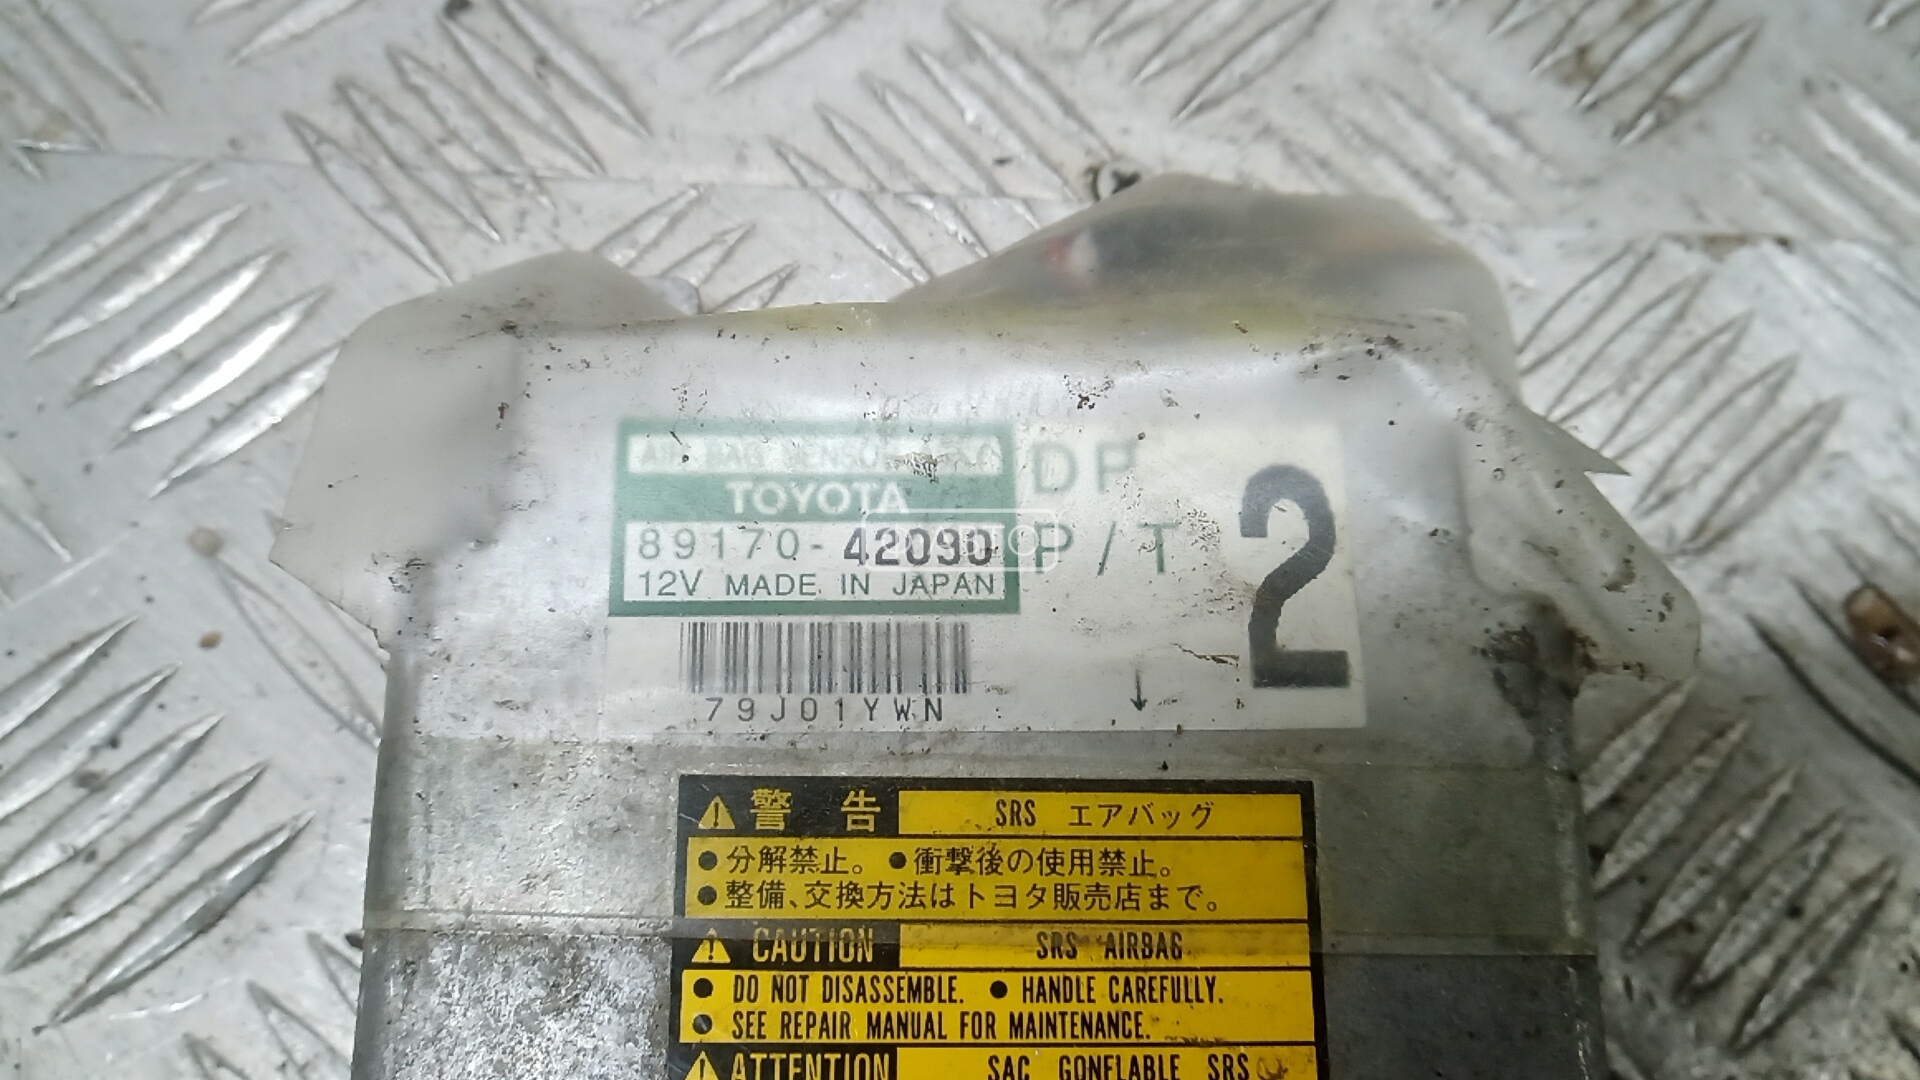 AIR BAG
TOYOTA
89170-42090
12V MADE IN JAPAN
P/T
2
79J01YWN
警 告 SRS エアバッグ
●分解禁止。 ●衝撃後の使用禁止。
●整備、交換方法はトヨタ販売店まで。
CAUTION SRS AIRBAG
● DO NOT DISASSEMBLE. ● HANDLE CAREFULLY.
● SEE REPAIR MANUAL FOR MAINTENANCE.
ATTENTION SAC GONFLABLE SRS